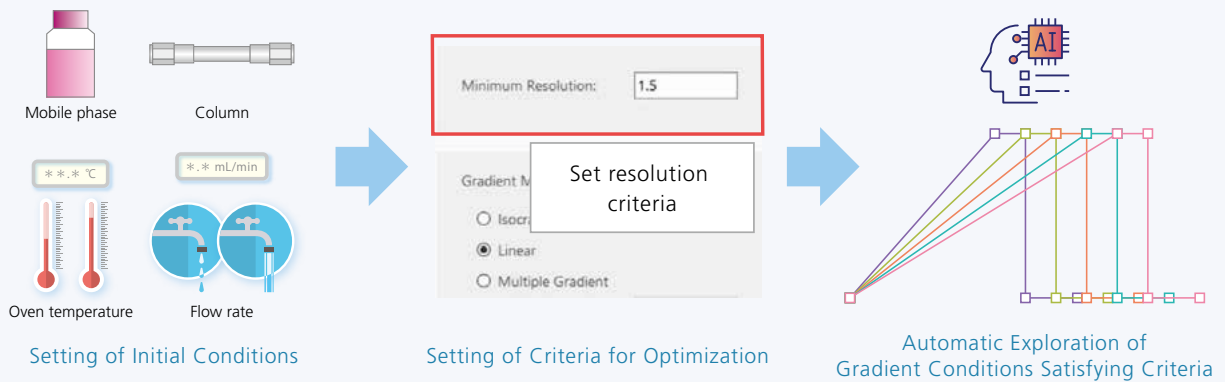 Mobile phase
Column
**.* ℃
*.* mL/min
Oven temperature
Flow rate
Setting of Initial Conditions
Minimum Resolution:
1.5
Set resolution
criteria
Gradient
Linear
Multiple Gradient
Setting of Criteria for Optimization
AI
Automatic Exploration of
Gradient Conditions Satisfying Criteria